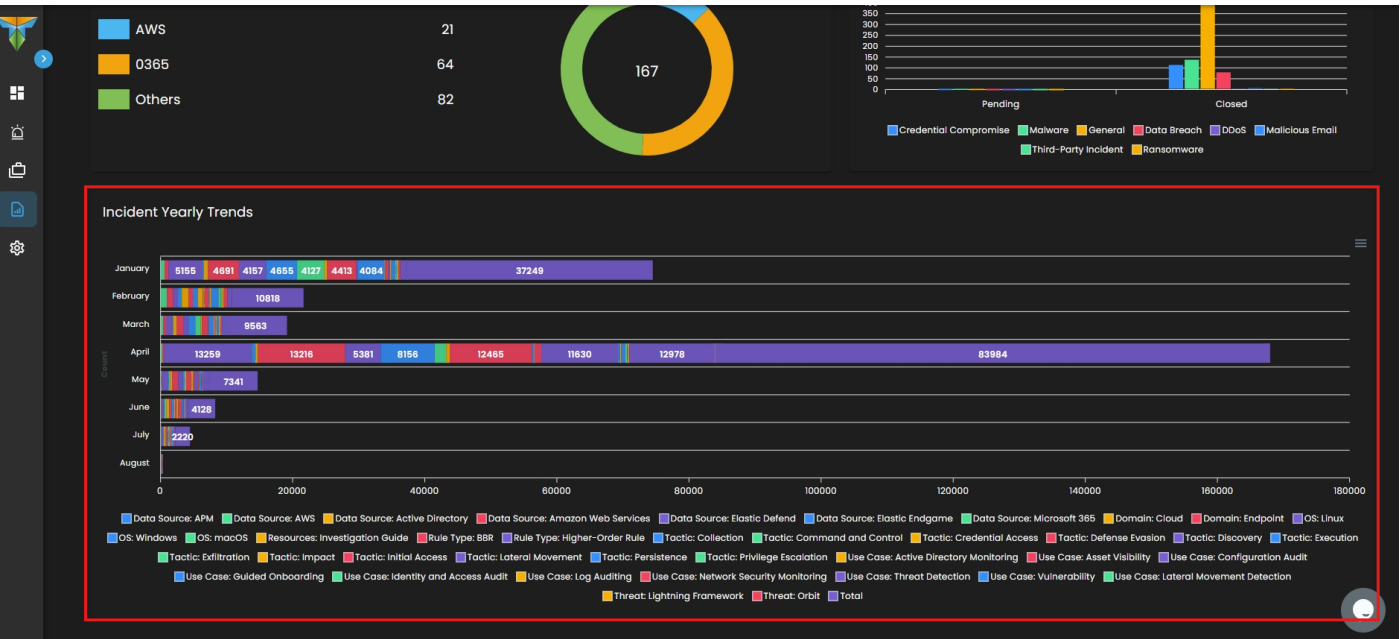 AWS 21
0365 64
Others 82
167
350
300
250
200
150
100
50
0
Pending Closed
Credential Compromise Malware General Data Breach DDoS Malicious Email
Third-Party Incident Ransomware
Incident Yearly Trends
January 5155 4691 4157 4655 4127 4413 4084 37249
February 10818
March 9563
Count
April 13259 13216 5381 8156 12465 11630 12978 83984
May 7341
June 4128
July 2220
August
0 20000 40000 60000 80000 100000 120000 140000 160000 180000
Data Source: APM Data Source: AWS Data Source: Active Directory Data Source: Amazon Web Services Data Source: Elastic Defend Data Source: Elastic Endgame Data Source: Microsoft 365 Domain: Cloud Domain: Endpoint OS: Linux
OS: Windows OS: macOS Resources: Investigation Guide Rule Type: BBR Rule Type: Higher-Order Rule Tactic: Collection Tactic: Command and Control Tactic: Credential Access Tactic: Defense Evasion Tactic: Discovery Tactic: Execution
Tactic: Exfiltration Tactic: Impact Tactic: Initial Access Tactic: Lateral Movement Tactic: Persistence Tactic: Privilege Escalation Use Case: Active Directory Monitoring Use Case: Asset Visibility Use Case: Configuration Audit
Use Case: Guided Onboarding Use Case: Identity and Access Audit Use Case: Log Auditing Use Case: Network Security Monitoring Use Case: Threat Detection Use Case: Vulnerability Use Case: Lateral Movement Detection
Threat: Lightning Framework Threat: Orbit Total